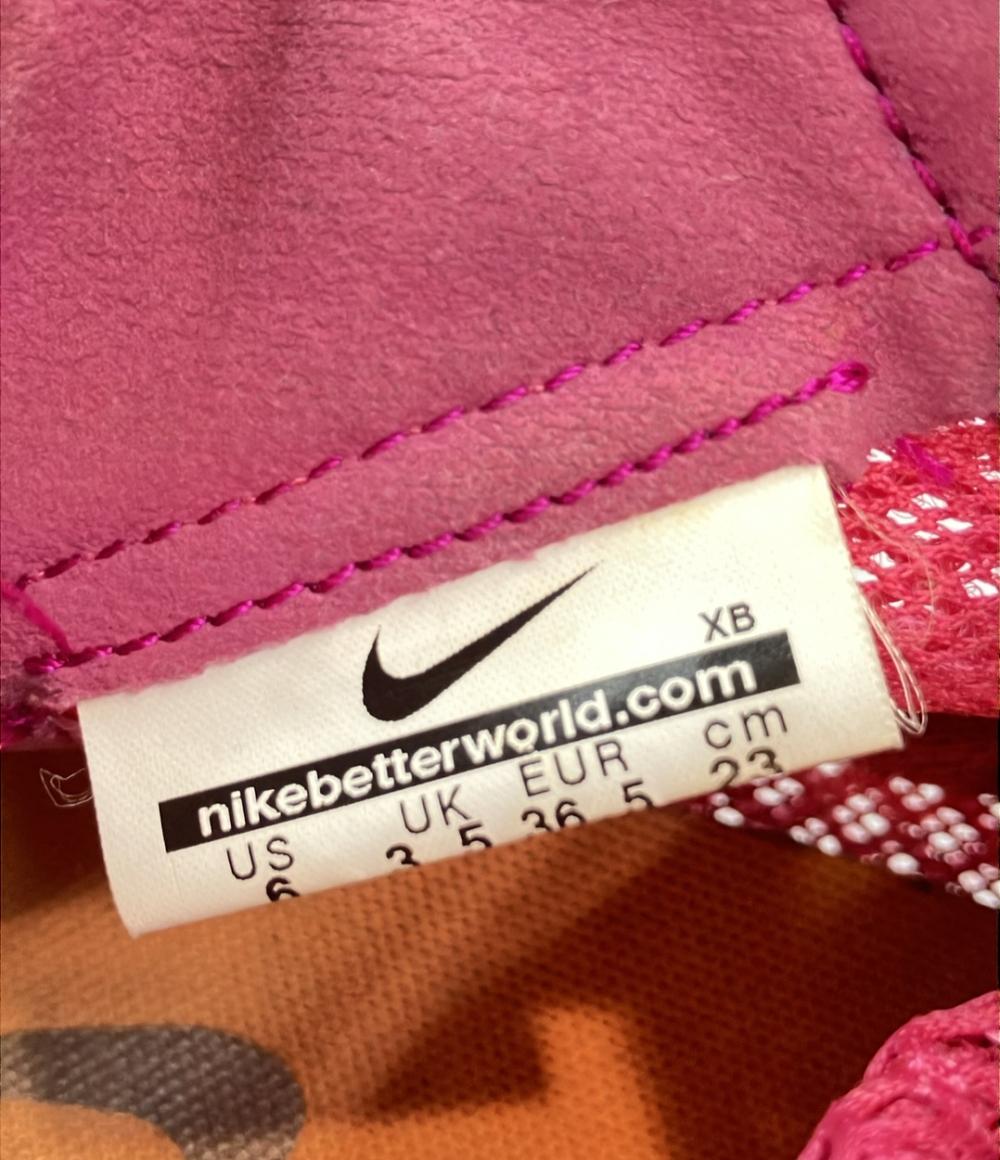 XB
nikebetterworld.com
US UK EUR cm
6 3 5 36 5 23